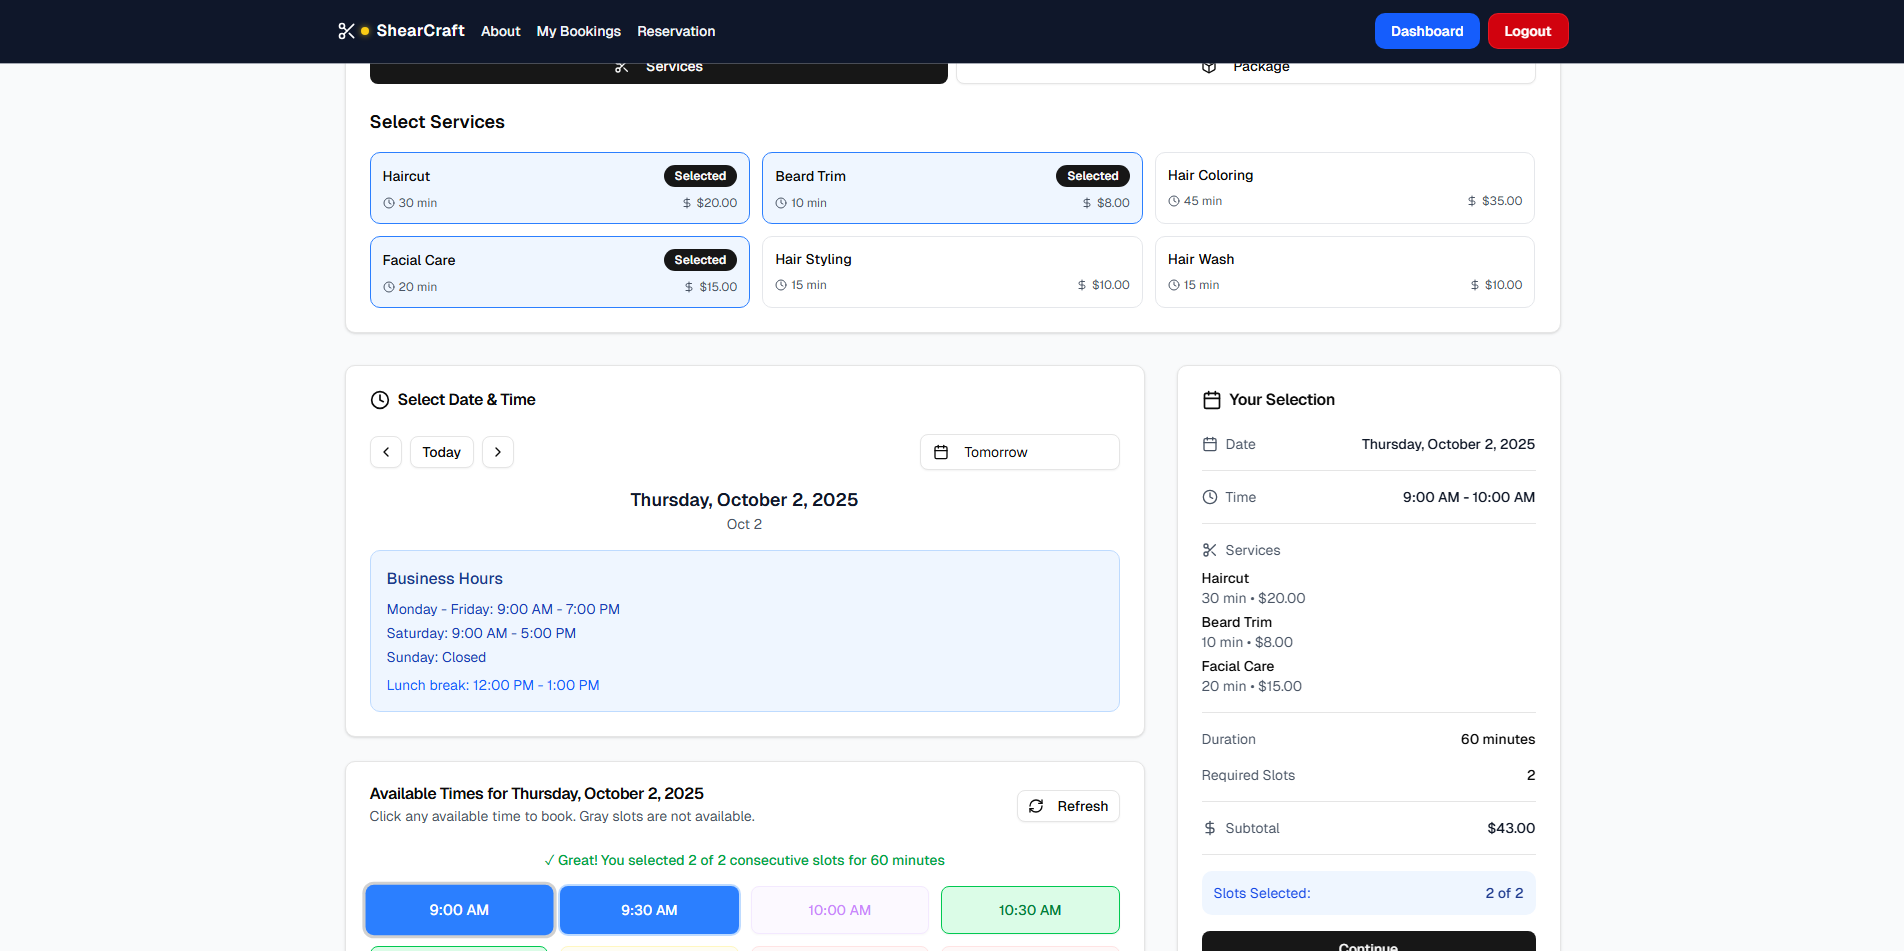 ShearCraft About My Bookings Reservation Dashboard Logout
Services Package
Select Services
Haircut Selected
30 min $ $20.00
Beard Trim Selected
10 min $ $8.00
Hair Coloring
45 min $ $35.00
Facial Care Selected
20 min $ $15.00
Hair Styling
15 min $ $10.00
Hair Wash
15 min $ $10.00
Select Date & Time
Today Tomorrow
Thursday, October 2, 2025
Oct 2
Business Hours
Monday - Friday: 9:00 AM - 7:00 PM
Saturday: 9:00 AM - 5:00 PM
Sunday: Closed
Lunch break: 12:00 PM - 1:00 PM
Available Times for Thursday, October 2, 2025
Click any available time to book. Gray slots are not available.
Refresh
✓ Great! You selected 2 of 2 consecutive slots for 60 minutes
9:00 AM 9:30 AM 10:00 AM 10:30 AM
Your Selection
Date Thursday, October 2, 2025
Time 9:00 AM - 10:00 AM
Services
Haircut
30 min • $20.00
Beard Trim
10 min • $8.00
Facial Care
20 min • $15.00
Duration 60 minutes
Required Slots 2
$ Subtotal $43.00
Slots Selected: 2 of 2
Continue